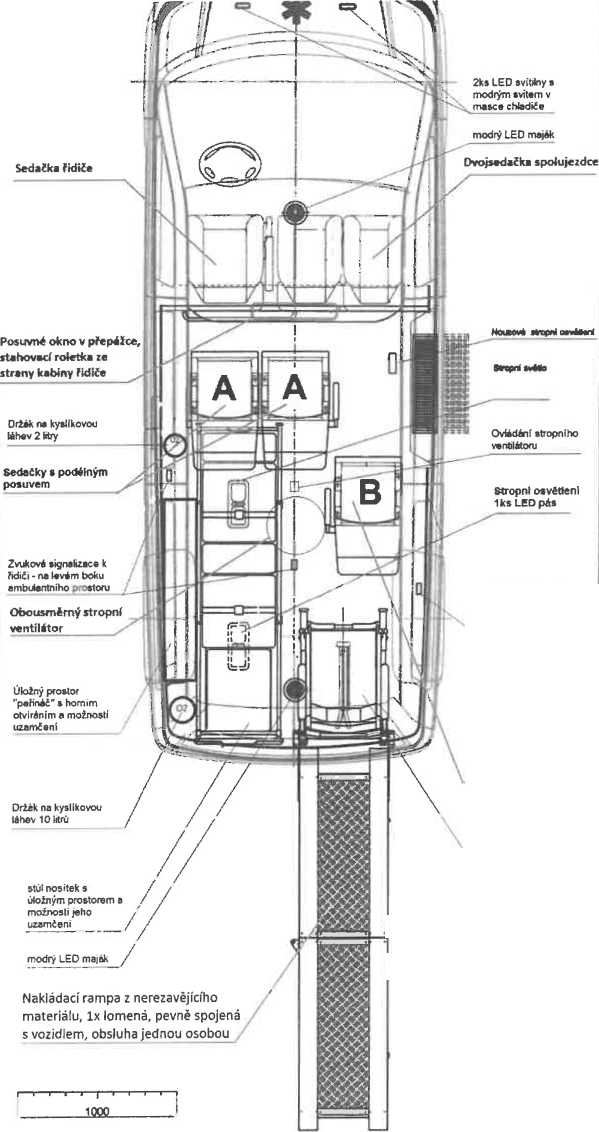 2ks LED svítilny s
modrým svitem v
masce chladiče
modrý LED maják
Sedačka řidiče
Dvojsedačka spolujezdce
Posuvné okno v přepážce,
stahovací roletka ze
strany kabiny řidiče
Nouzové stropní osvětlení
Stropní světlo
A
A
Držák na kyslíkovou
láhev 2 litry
O2
Ovládání stropního
ventilátoru
Sedačky s podélným
posuvem
B
Stropní osvětlení
1ks LED pás
Zvuková signalizace k
řidiči - na levém boku
ambulantního prostoru
Obousměrný stropní
ventilátor
Úložný prostor
"peřináč" s horním
otvíráním a možností
uzamčení
O2
Držák na kyslíkovou
láhev 10 litrů
stůl nosítek s
úložným prostorem a
možností jeho
uzamčení
modrý LED maják
Nakládací rampa z nerezavějícího
materiálu, 1x lomená, pevně spojená
s vozidlem, obsluha jednou osobou
1000